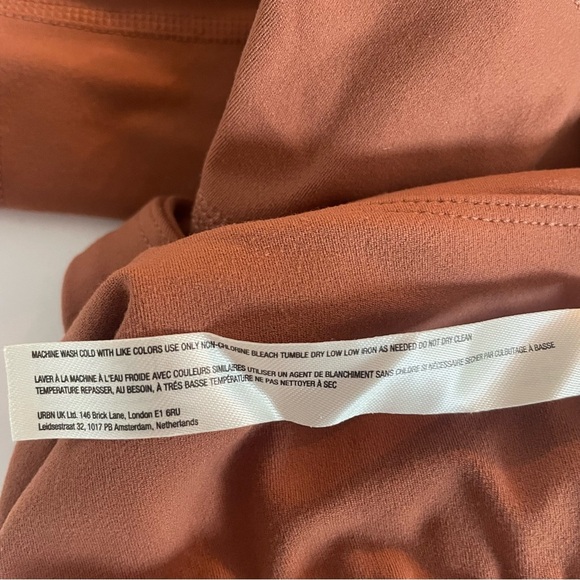 MACHINE WASH COLD WITH LIKE COLORS USE ONLY NON-CHLORINE BLEACH TUMBLE DRY LOW LOW IRON AS NEEDED DO NOT DRY CLEAN
LAVER À LA MACHINE À L'EAU FROIDE AVEC COULEURS SIMILAIRES UTILISER UN AGENT DE BLANCHIMENT SANS CHLORE SI NÉCESSAIRE SÉCHER PAR CULBUTAGE À BASSE
TEMPÉRATURE REPASSER, AU BESOIN, À TRÈS BASSE TEMPÉRATURE NE PAS NETTOYER À SEC
URBN UK Ltd. 146 Brick Lane, London E1 6RU
Leidsestraat 32, 1017 PB Amsterdam, Netherlands